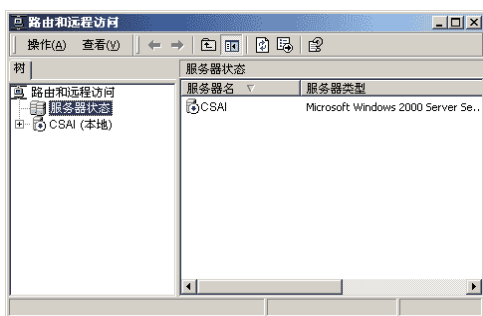 路由和远程访问
操作(A) 查看(V)
树
服务器状态
路由和远程访问
服务器状态
CSAI (本地)
服务器名 服务器类型
CSAI Microsoft Windows 2000 Server Se..